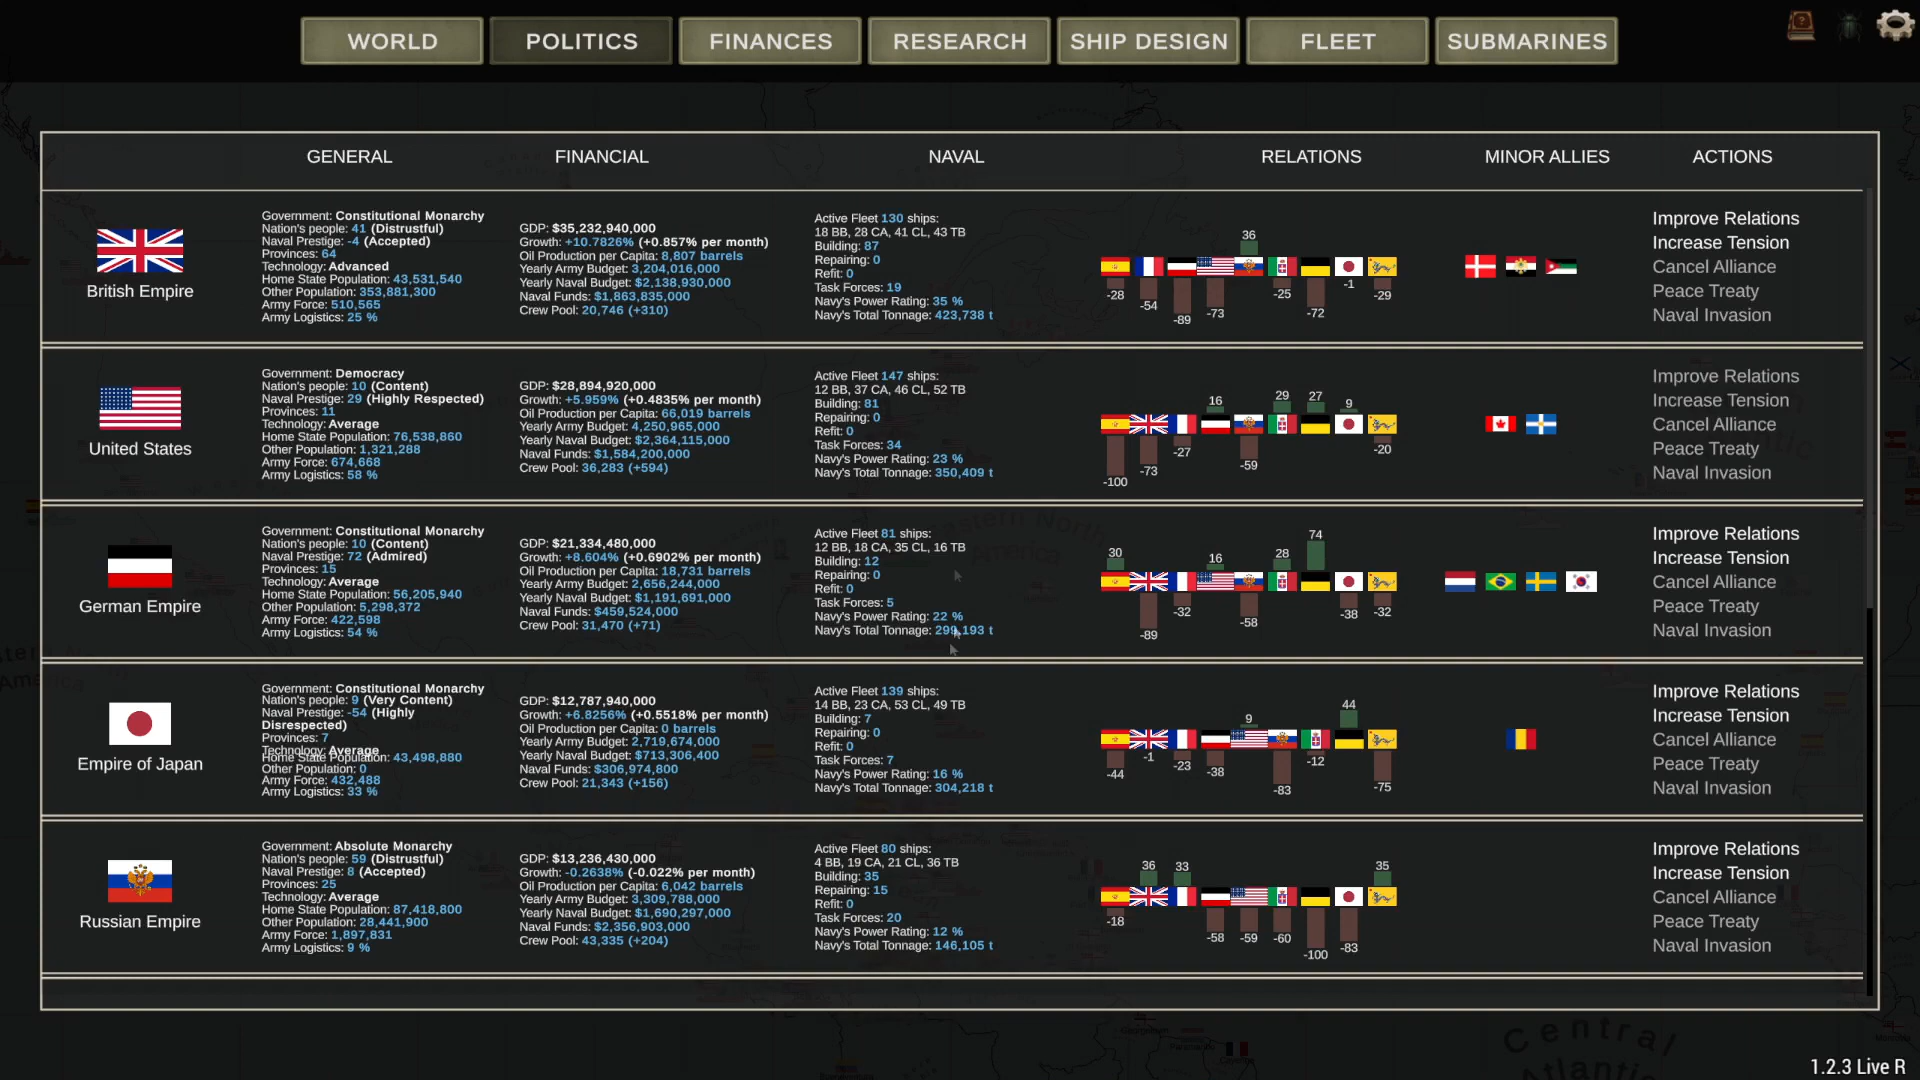 WORLD POLITICS FINANCES RESEARCH SHIP DESIGN FLEET SUBMARINES
GENERAL FINANCIAL NAVAL RELATIONS MINOR ALLIES ACTIONS
British Empire
Government: Constitutional Monarchy
Nation's people: 41 (Distrustful)
Naval Prestige: -4 (Accepted)
Provinces: 64
Technology: Advanced
Home State Population: 43,531,540
Other Population: 353,881,300
Army Force: 510,565
Army Logistics: 25 %
GDP: $35,232,940,000
Growth: +10.7826% (+0.857% per month)
Oil Production per Capita: 8,807 barrels
Yearly Army Budget: 3,204,016,000
Yearly Naval Budget: $2,138,930,000
Naval Funds: $1,863,835,000
Crew Pool: 20,746 (+310)
Active Fleet 130 ships:
18 BB, 28 CA, 41 CL, 43 TB
Building: 87
Repairing: 0
Refit: 0
Task Forces: 19
Navy's Power Rating: 35 %
Navy's Total Tonnage: 423,738 t
-28 -54 -89 -73 36 -25 -72 -1 -29
Improve Relations
Increase Tension
Cancel Alliance
Peace Treaty
Naval Invasion
United States
Government: Democracy
Nation's people: 10 (Content)
Naval Prestige: 29 (Highly Respected)
Provinces: 11
Technology: Average
Home State Population: 76,538,860
Other Population: 1,321,288
Army Force: 674,668
Army Logistics: 58 %
GDP: $28,894,920,000
Growth: +5.959% (+0.4835% per month)
Oil Production per Capita: 66,019 barrels
Yearly Army Budget: 4,250,965,000
Yearly Naval Budget: $2,364,115,000
Naval Funds: $1,584,200,000
Crew Pool: 36,283 (+594)
Active Fleet 147 ships:
12 BB, 37 CA, 46 CL, 52 TB
Building: 81
Repairing: 0
Refit: 0
Task Forces: 34
Navy's Power Rating: 23 %
Navy's Total Tonnage: 350,409 t
-100 -73 -27 16 -59 29 27 9 -20
Improve Relations
Increase Tension
Cancel Alliance
Peace Treaty
Naval Invasion
German Empire
Government: Constitutional Monarchy
Nation's people: 10 (Content)
Naval Prestige: 72 (Admired)
Provinces: 15
Technology: Average
Home State Population: 56,205,940
Other Population: 5,298,372
Army Force: 422,598
Army Logistics: 54 %
GDP: $21,334,480,000
Growth: +8.604% (+0.6902% per month)
Oil Production per Capita: 18,731 barrels
Yearly Army Budget: 2,656,244,000
Yearly Naval Budget: $1,191,691,000
Naval Funds: $459,524,000
Crew Pool: 31,470 (+71)
Active Fleet 81 ships:
12 BB, 18 CA, 35 CL, 16 TB
Building: 12
Repairing: 0
Refit: 0
Task Forces: 5
Navy's Power Rating: 22 %
Navy's Total Tonnage: 299,193 t
30 -89 -32 16 -58 28 74 -38 -32
Improve Relations
Increase Tension
Cancel Alliance
Peace Treaty
Naval Invasion
Empire of Japan
Government: Constitutional Monarchy
Nation's people: 9 (Very Content)
Naval Prestige: -54 (Highly
Disrespected)
Provinces: 7
Technology: Average
Home State Population: 43,498,880
Other Population: 0
Army Force: 432,488
Army Logistics: 33 %
GDP: $12,787,940,000
Growth: +6.8256% (+0.5518% per month)
Oil Production per Capita: 0 barrels
Yearly Army Budget: 2,719,674,000
Yearly Naval Budget: $713,306,400
Naval Funds: $306,974,800
Crew Pool: 21,343 (+156)
Active Fleet 139 ships:
14 BB, 23 CA, 53 CL, 49 TB
Building: 7
Repairing: 0
Refit: 0
Task Forces: 7
Navy's Power Rating: 16 %
Navy's Total Tonnage: 304,218 t
-44 -1 -23 -38 9 -83 -12 44 -75
Improve Relations
Increase Tension
Cancel Alliance
Peace Treaty
Naval Invasion
Russian Empire
Government: Absolute Monarchy
Nation's people: 59 (Distrustful)
Naval Prestige: 8 (Accepted)
Provinces: 25
Technology: Average
Home State Population: 87,418,800
Other Population: 28,441,900
Army Force: 1,897,831
Army Logistics: 9 %
GDP: $13,236,430,000
Growth: -0.2638% (-0.022% per month)
Oil Production per Capita: 6,042 barrels
Yearly Army Budget: 3,309,788,000
Yearly Naval Budget: $1,690,297,000
Naval Funds: $2,356,903,000
Crew Pool: 43,335 (+204)
Active Fleet 80 ships:
4 BB, 19 CA, 21 CL, 36 TB
Building: 35
Repairing: 15
Refit: 0
Task Forces: 20
Navy's Power Rating: 12 %
Navy's Total Tonnage: 146,105 t
-18 36 33 -58 -59 -60 -100 -83 35
Improve Relations
Increase Tension
Cancel Alliance
Peace Treaty
Naval Invasion
Central
Atlantic
1.2.3 Live R